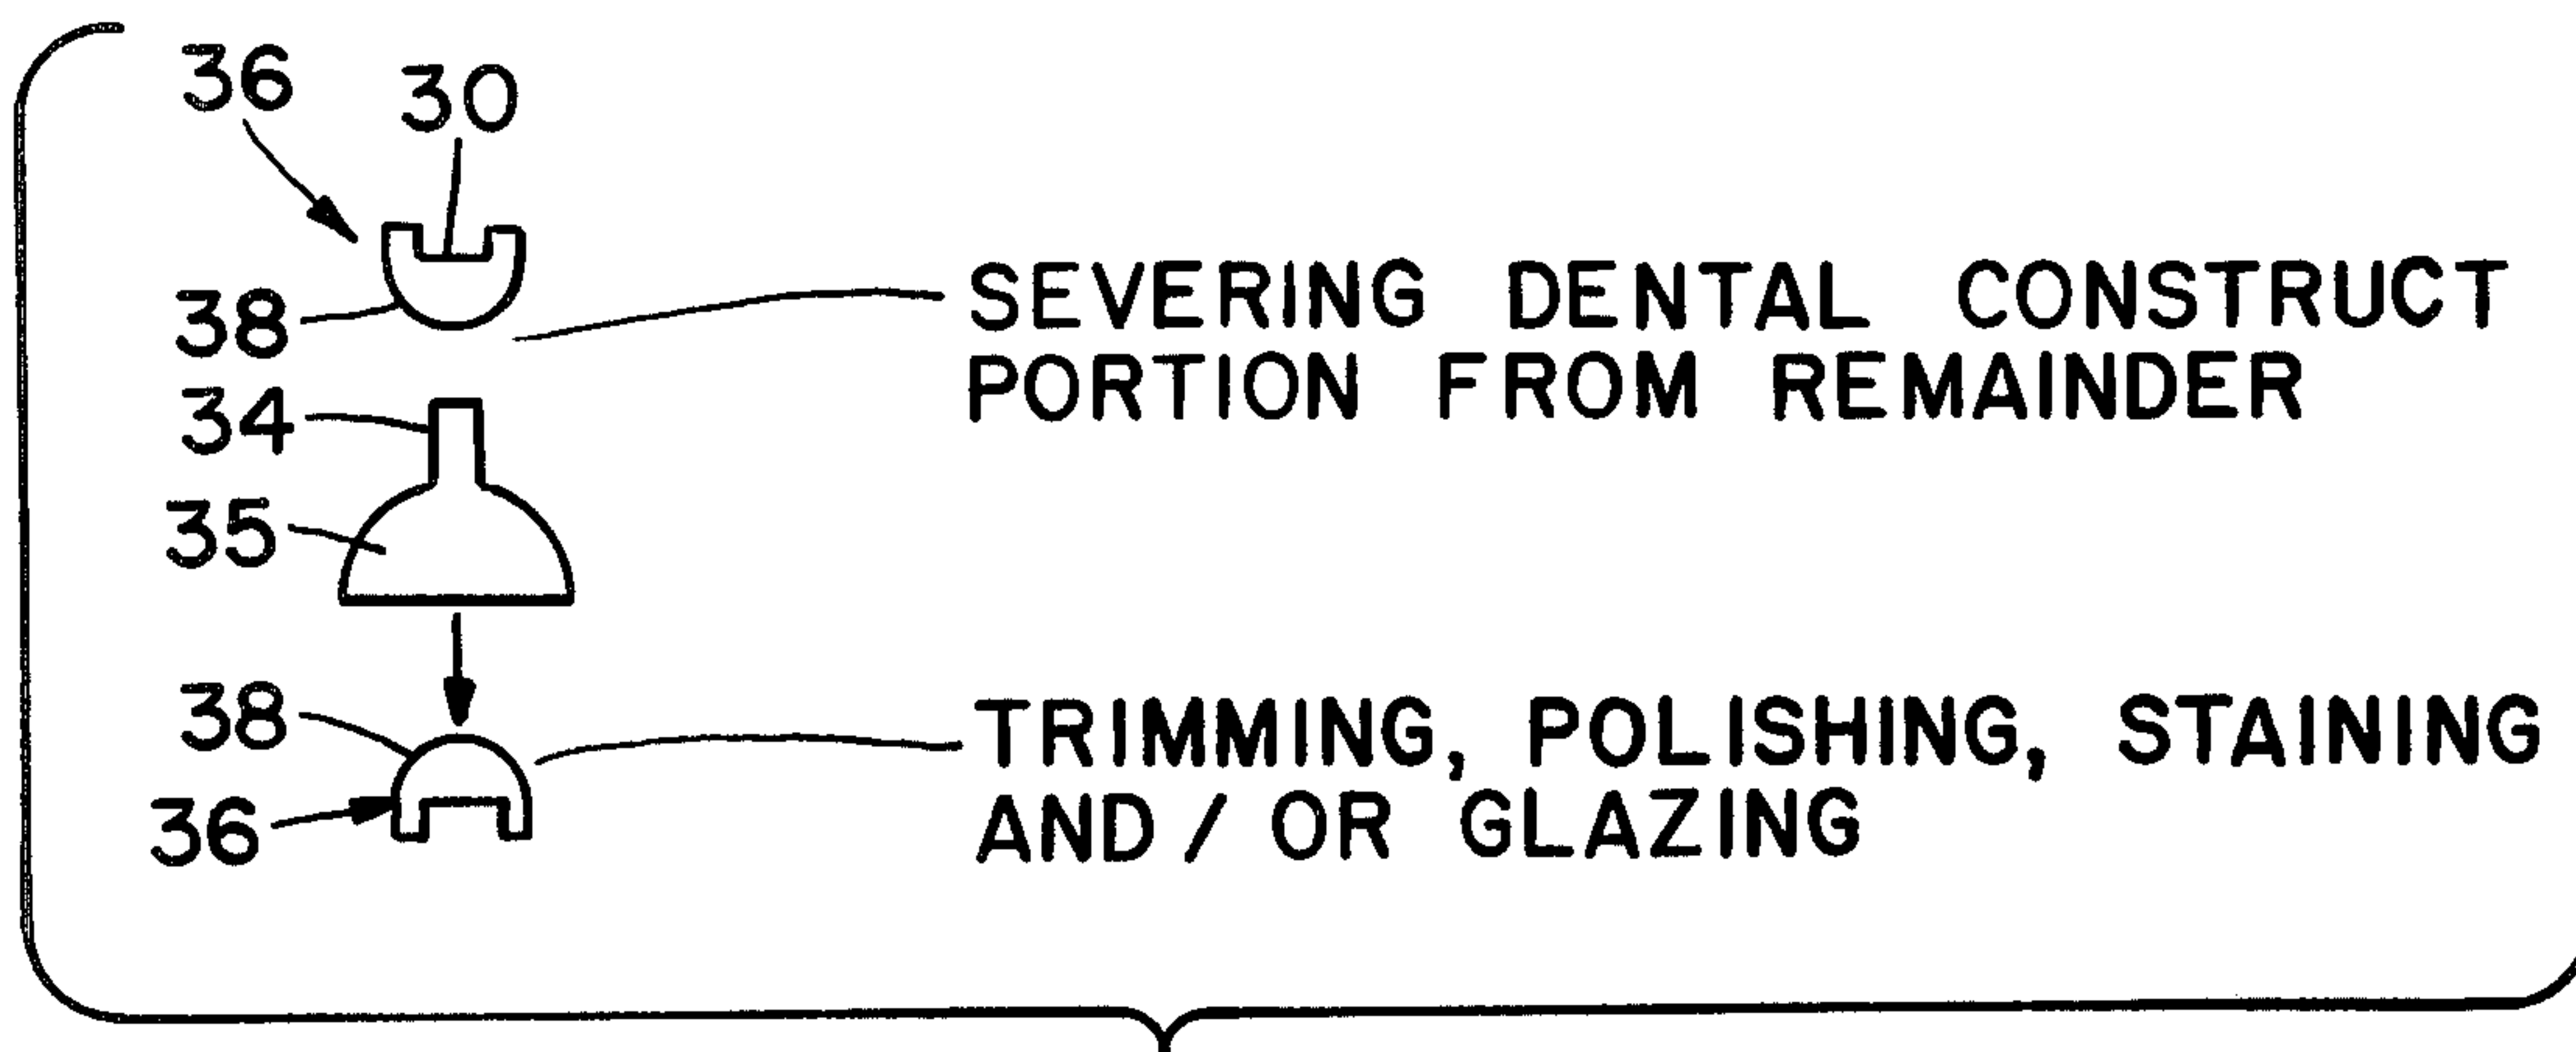 36
30
38
SEVERING DENTAL CONSTRUCT
PORTION FROM REMAINDER
34
35
38
TRIMMING, POLISHING, STAINING
AND / OR GLAZING
36